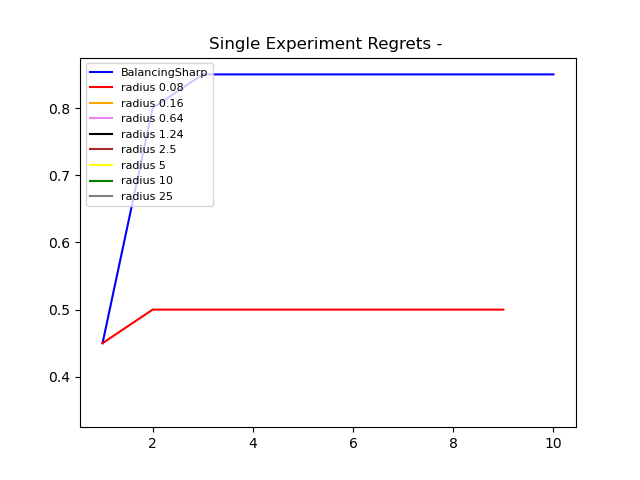 Single Experiment Regrets -
BalancingSharp
radius 0.08
radius 0.16
radius 0.64
radius 1.24
radius 2.5
radius 5
radius 10
radius 25
0.8
0.7
0.6
0.5
0.4
2 4 6 8 10